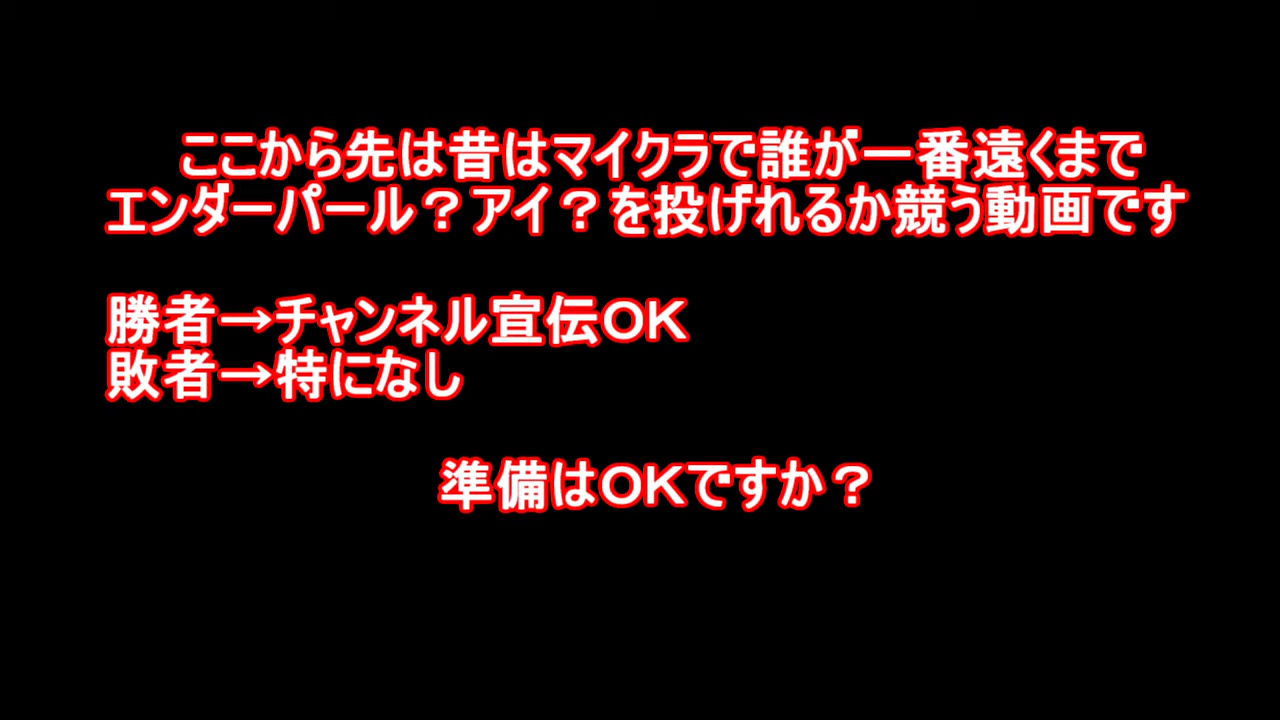 ここから先は昔はマイクラで誰が一番遠くまで
エンダーパール？アイ？を投げれるか競う動画です
勝者→チャンネル宣伝ＯＫ
敗者→特になし
準備はＯＫですか？